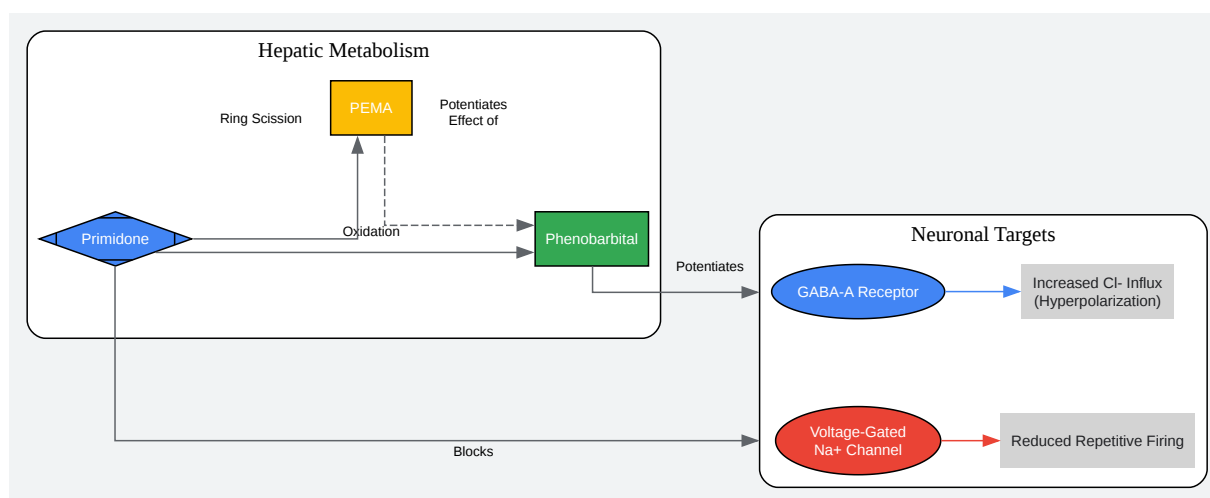 Hepatic Metabolism
PEMA
Ring Scission
Potentiates
Effect of
Primidone
Oxidation
Phenobarbital
Potentiates
Blocks
Neuronal Targets
GABA-A Receptor
Increased Cl- Influx
(Hyperpolarization)
Voltage-Gated
Na+ Channel
Reduced Repetitive Firing